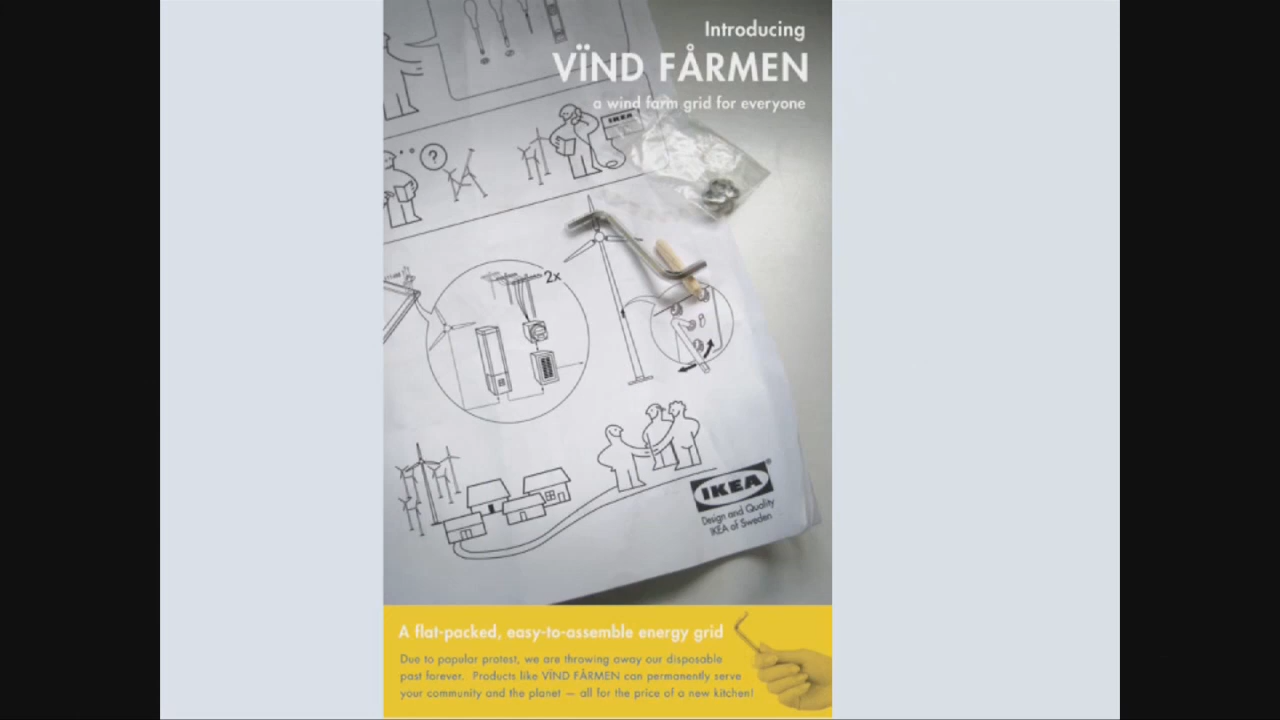 Introducing
VÏND FÅRMEN
a wind farm grid for everyone
IKEA
?
2x
IKEA
Design and Quality
IKEA of Sweden
A flat-packed, easy-to-assemble energy grid
Due to popular protest, we are throwing away our disposable
past forever. Products like VÏND FÅRMEN can permanently serve
your community and the planet — all for the price of a new kitchen!